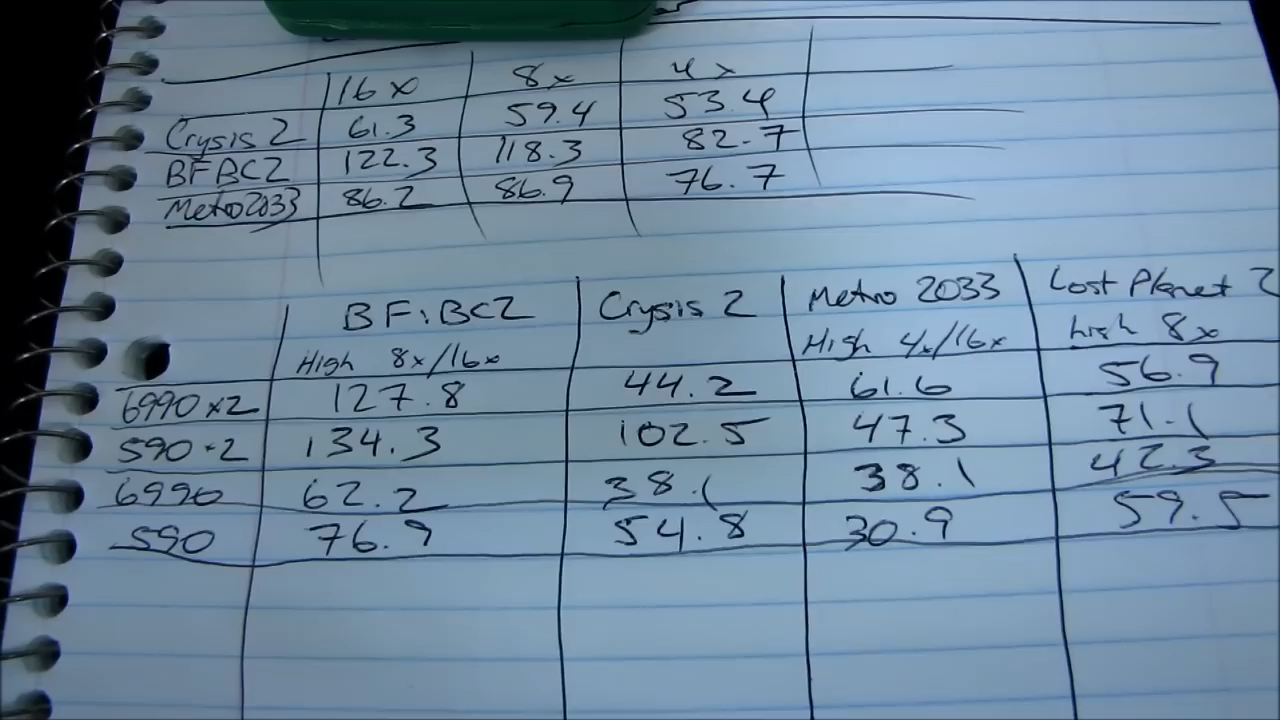 16x 8x 4x
Crysis 2 61.3 59.4 53.4
BFBC2 122.3 118.3 82.7
Metro2033 86.2 86.9 76.7
BF:BC2 Crysis 2 Metro 2033 Lost Planet 2
High 8x/16x High 4x/16x high 8x
6990x2 127.8 44.2 61.6 56.9
590·2 134.3 102.5 47.3 71.1
6990 62.2 38.1 38.1 42.3
590 76.9 54.8 30.9 59.5